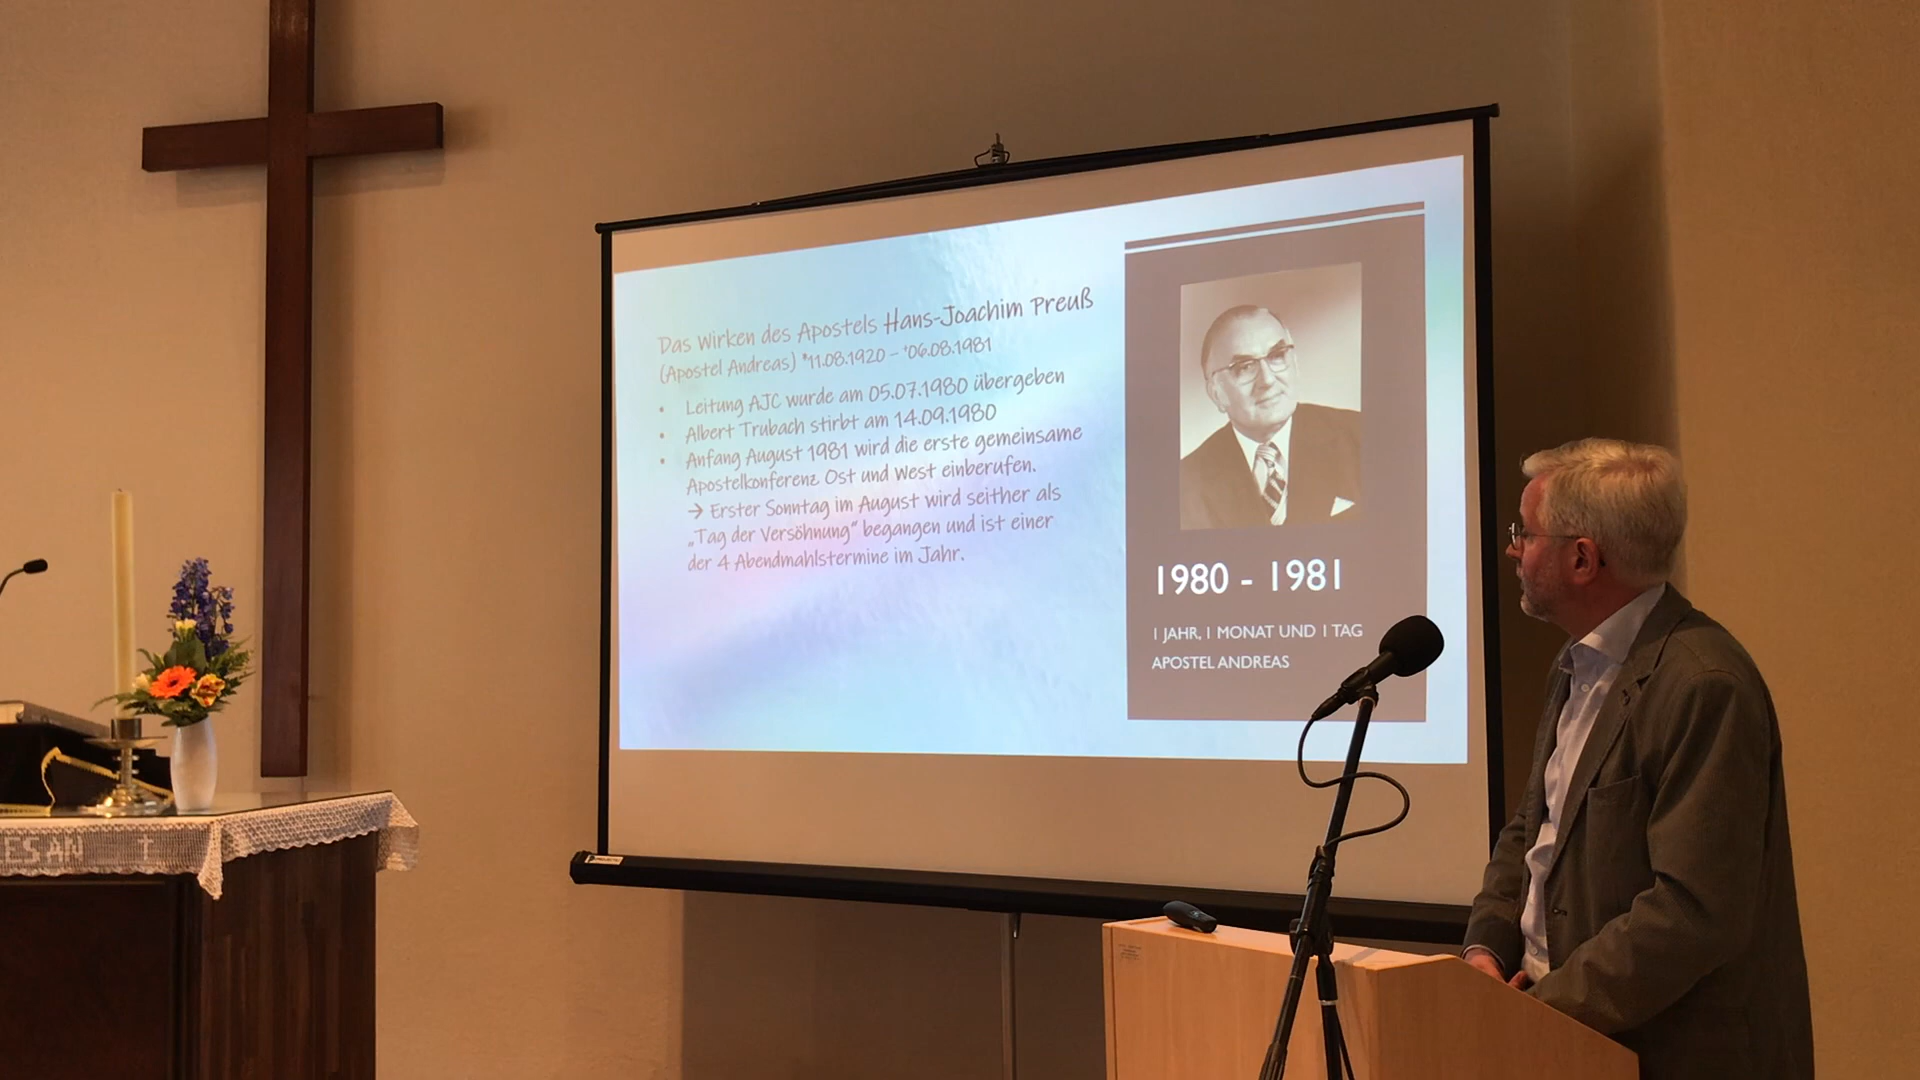 Das Wirken des Apostels Hans-Joachim Preuß
(Apostel Andreas) *11.08.1920 – †06.08.1981
• Leitung AJC wurde am 05.07.1980 übergeben
• Albert Trubach stirbt am 14.09.1980
• Anfang August 1981 wird die erste gemeinsame
Apostelkonferenz Ost und West einberufen.
→ Erster Sonntag im August wird seither als
„Tag der Versöhnung“ begangen und ist einer
der 4 Abendmahlstermine im Jahr.
1980 - 1981
1 JAHR, 1 MONAT UND 1 TAG
APOSTEL ANDREAS
ESAN †